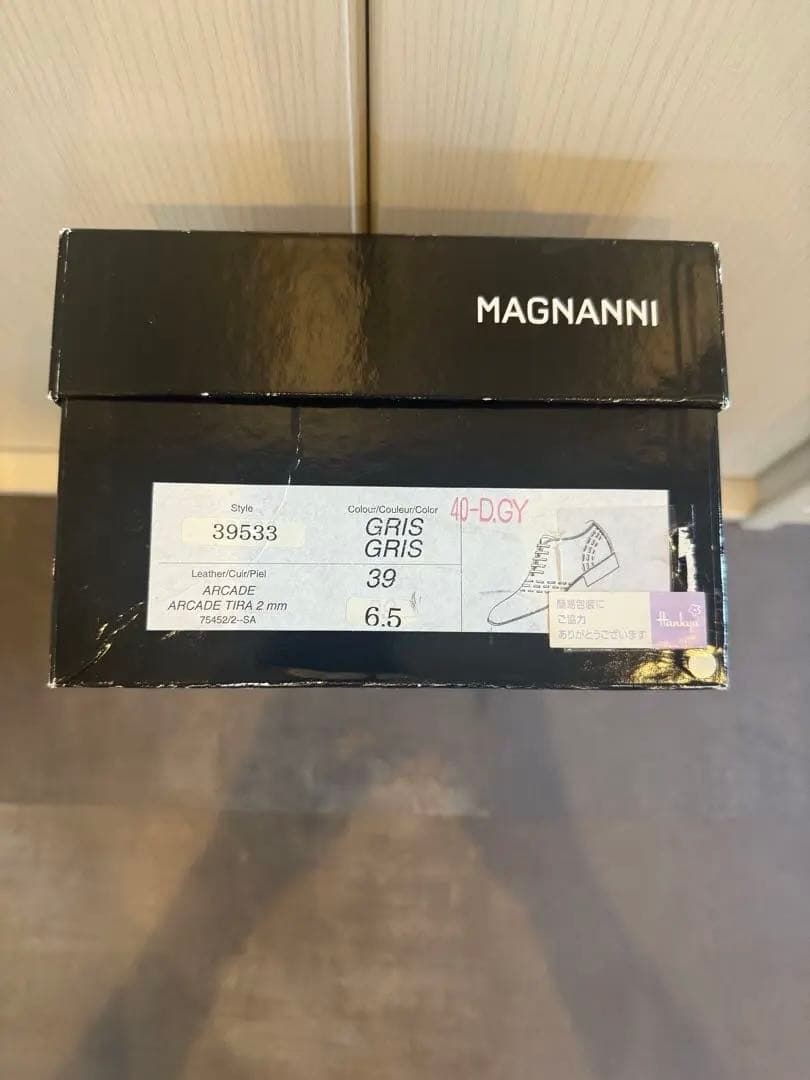 MAGNANNI
Style
39533
Colour/Couleur/Color
GRIS
GRIS
40-D.GY
Leather/Cuir/Piel
ARCADE
ARCADE TIRA 2 mm
75452/2--SA
39
6.5
簡易包装に
ご協力
ありがとうございます
Hankyu